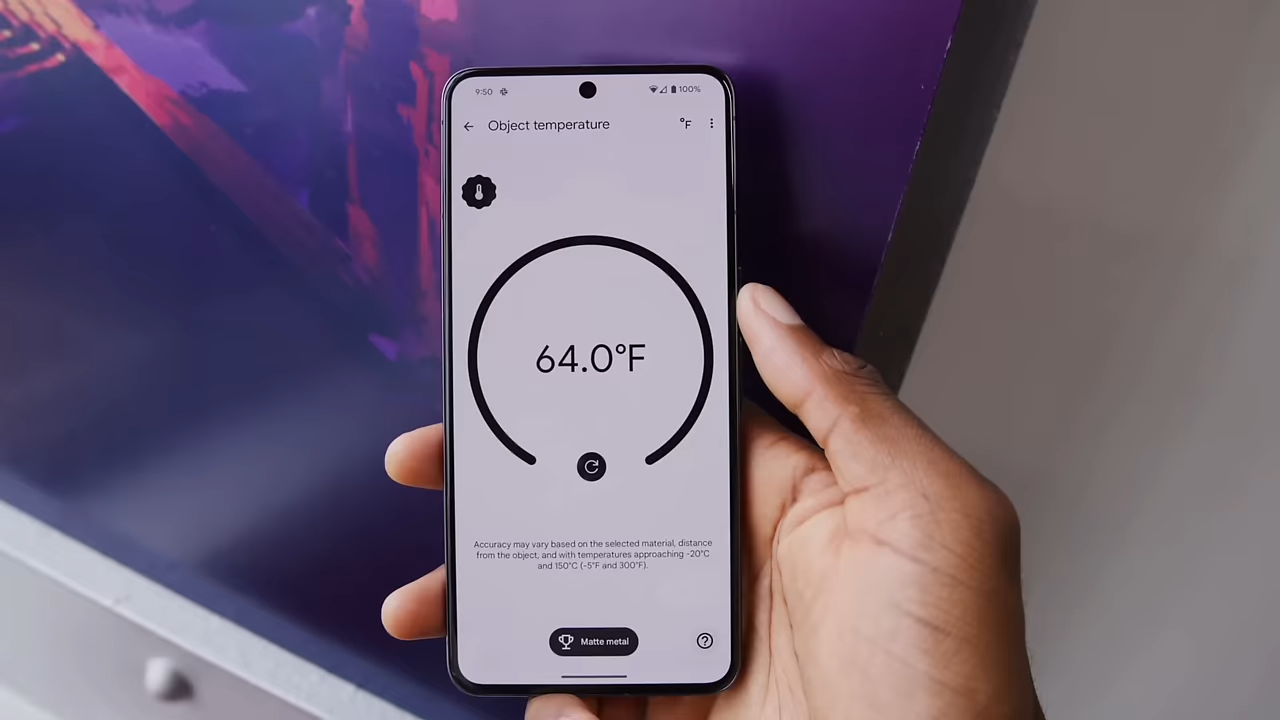 9:50 100%
Object temperature °F
64.0°F
Accuracy may vary based on the selected material, distance
from the object, and with temperatures approaching -20°C
and 150°C (-5°F and 300°F).
Matte metal